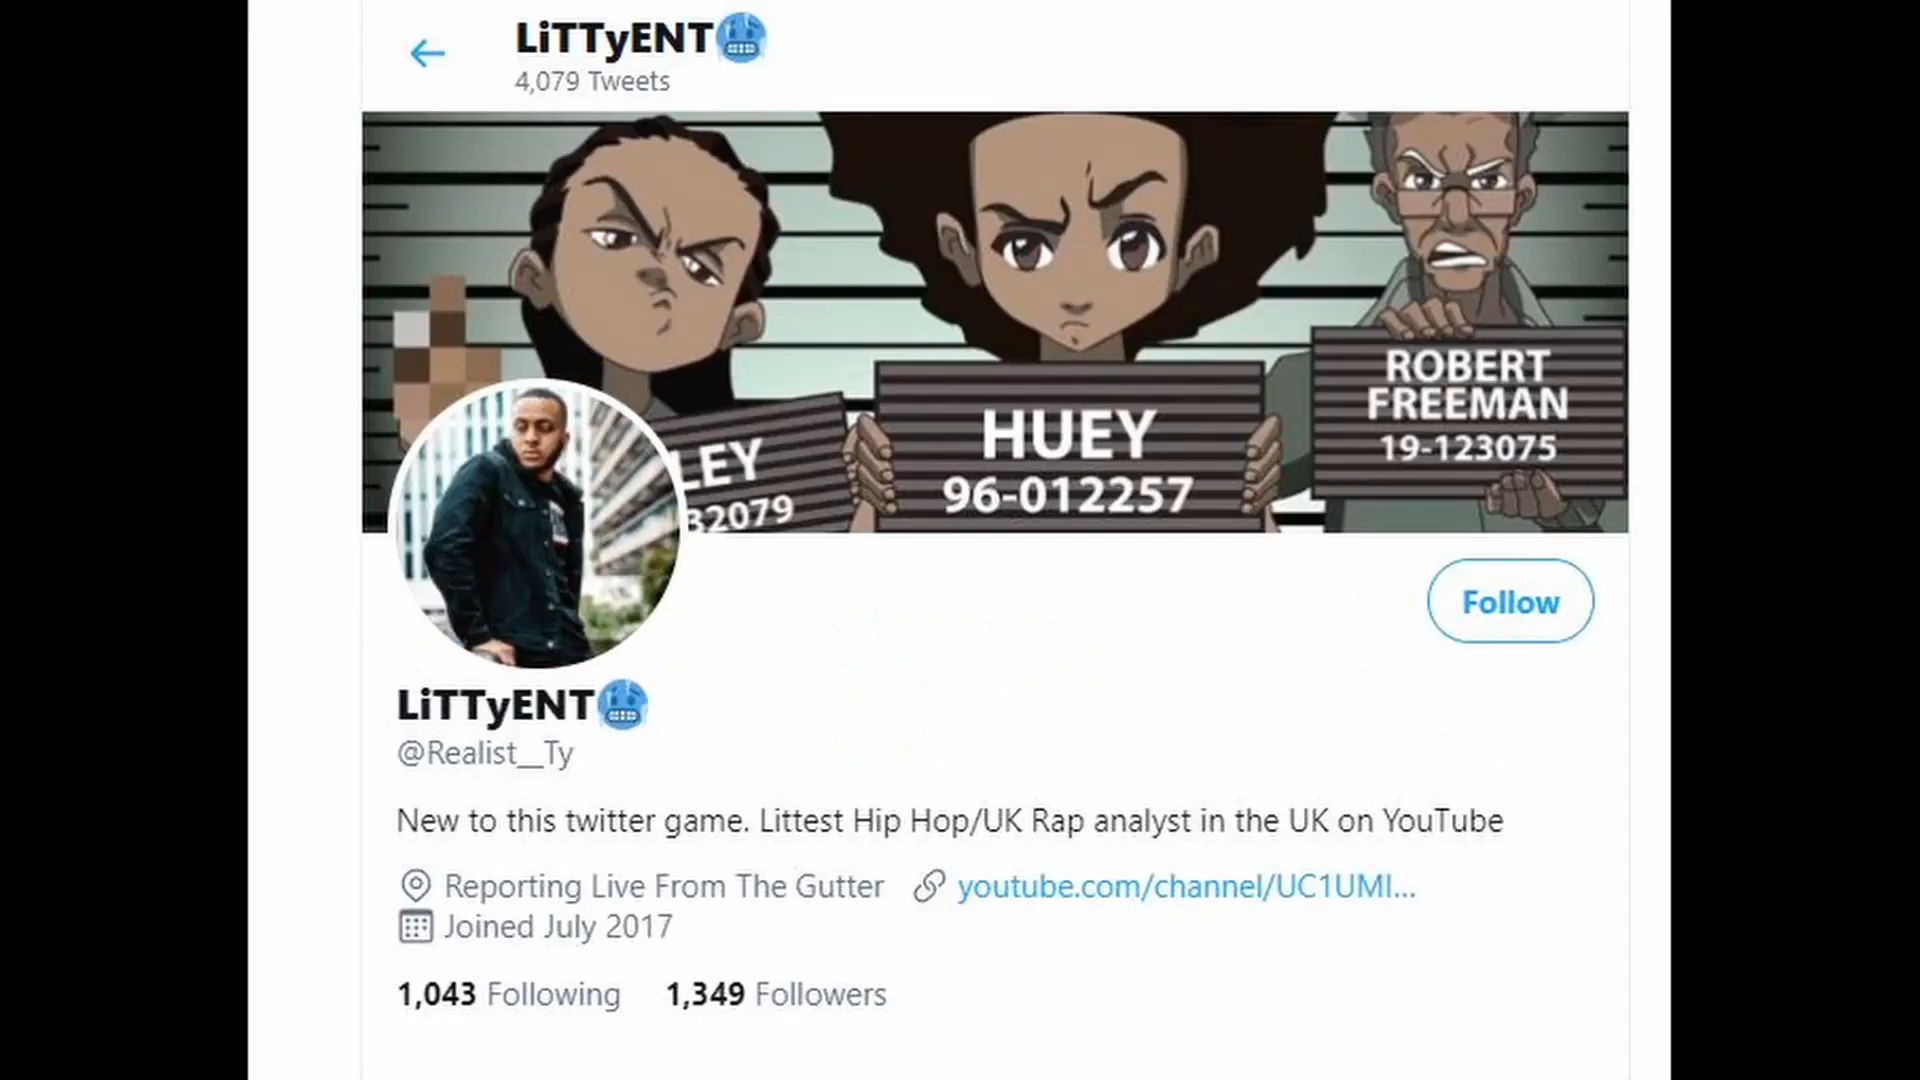 LiTTyENT🥶
4,079 Tweets
LEY
32079
HUEY
96-012257
ROBERT
FREEMAN
19-123075
Follow
LiTTyENT🥶
@Realist__Ty
New to this twitter game. Littest Hip Hop/UK Rap analyst in the UK on YouTube
Reporting Live From The Gutter youtube.com/channel/UC1UMI...
Joined July 2017
1,043 Following 1,349 Followers